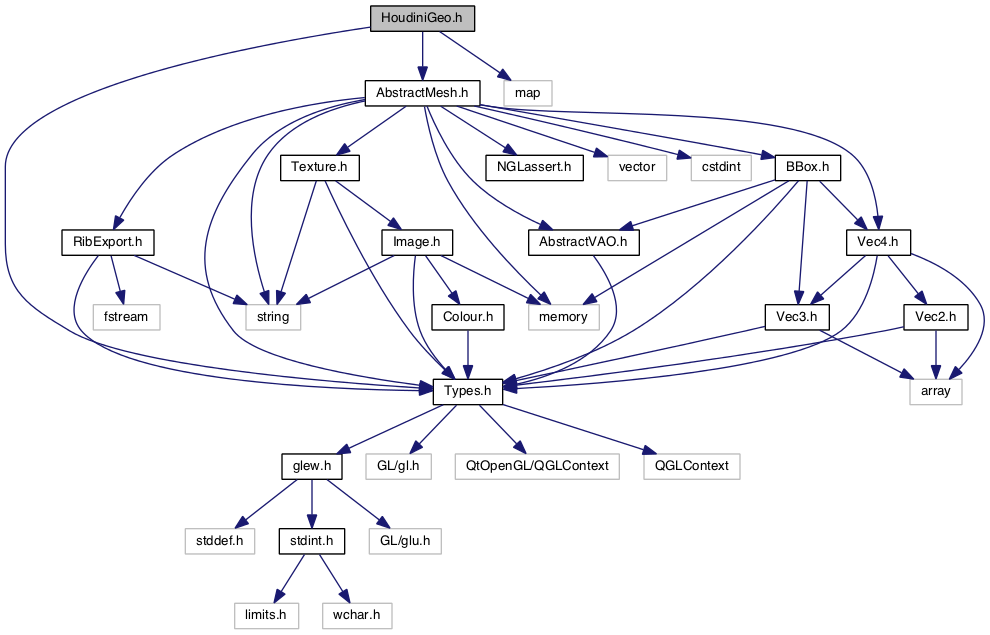 HoudiniGeo.h
AbstractMesh.h
map
Texture.h
NGLassert.h
vector
cstdint
BBox.h
RibExport.h
Image.h
AbstractVAO.h
Vec4.h
fstream
string
Colour.h
memory
Vec3.h
Vec2.h
Types.h
array
glew.h
GL/gl.h
QtOpenGL/QGLContext
QGLContext
stddef.h
stdint.h
GL/glu.h
limits.h
wchar.h